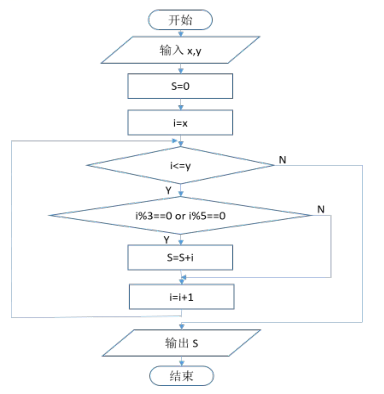 开始
输入 x,y
S=0
i=x
i<=y
N
Y
i%3==0 or i%5==0
N
Y
S=S+i
i=i+1
输出 S
结束